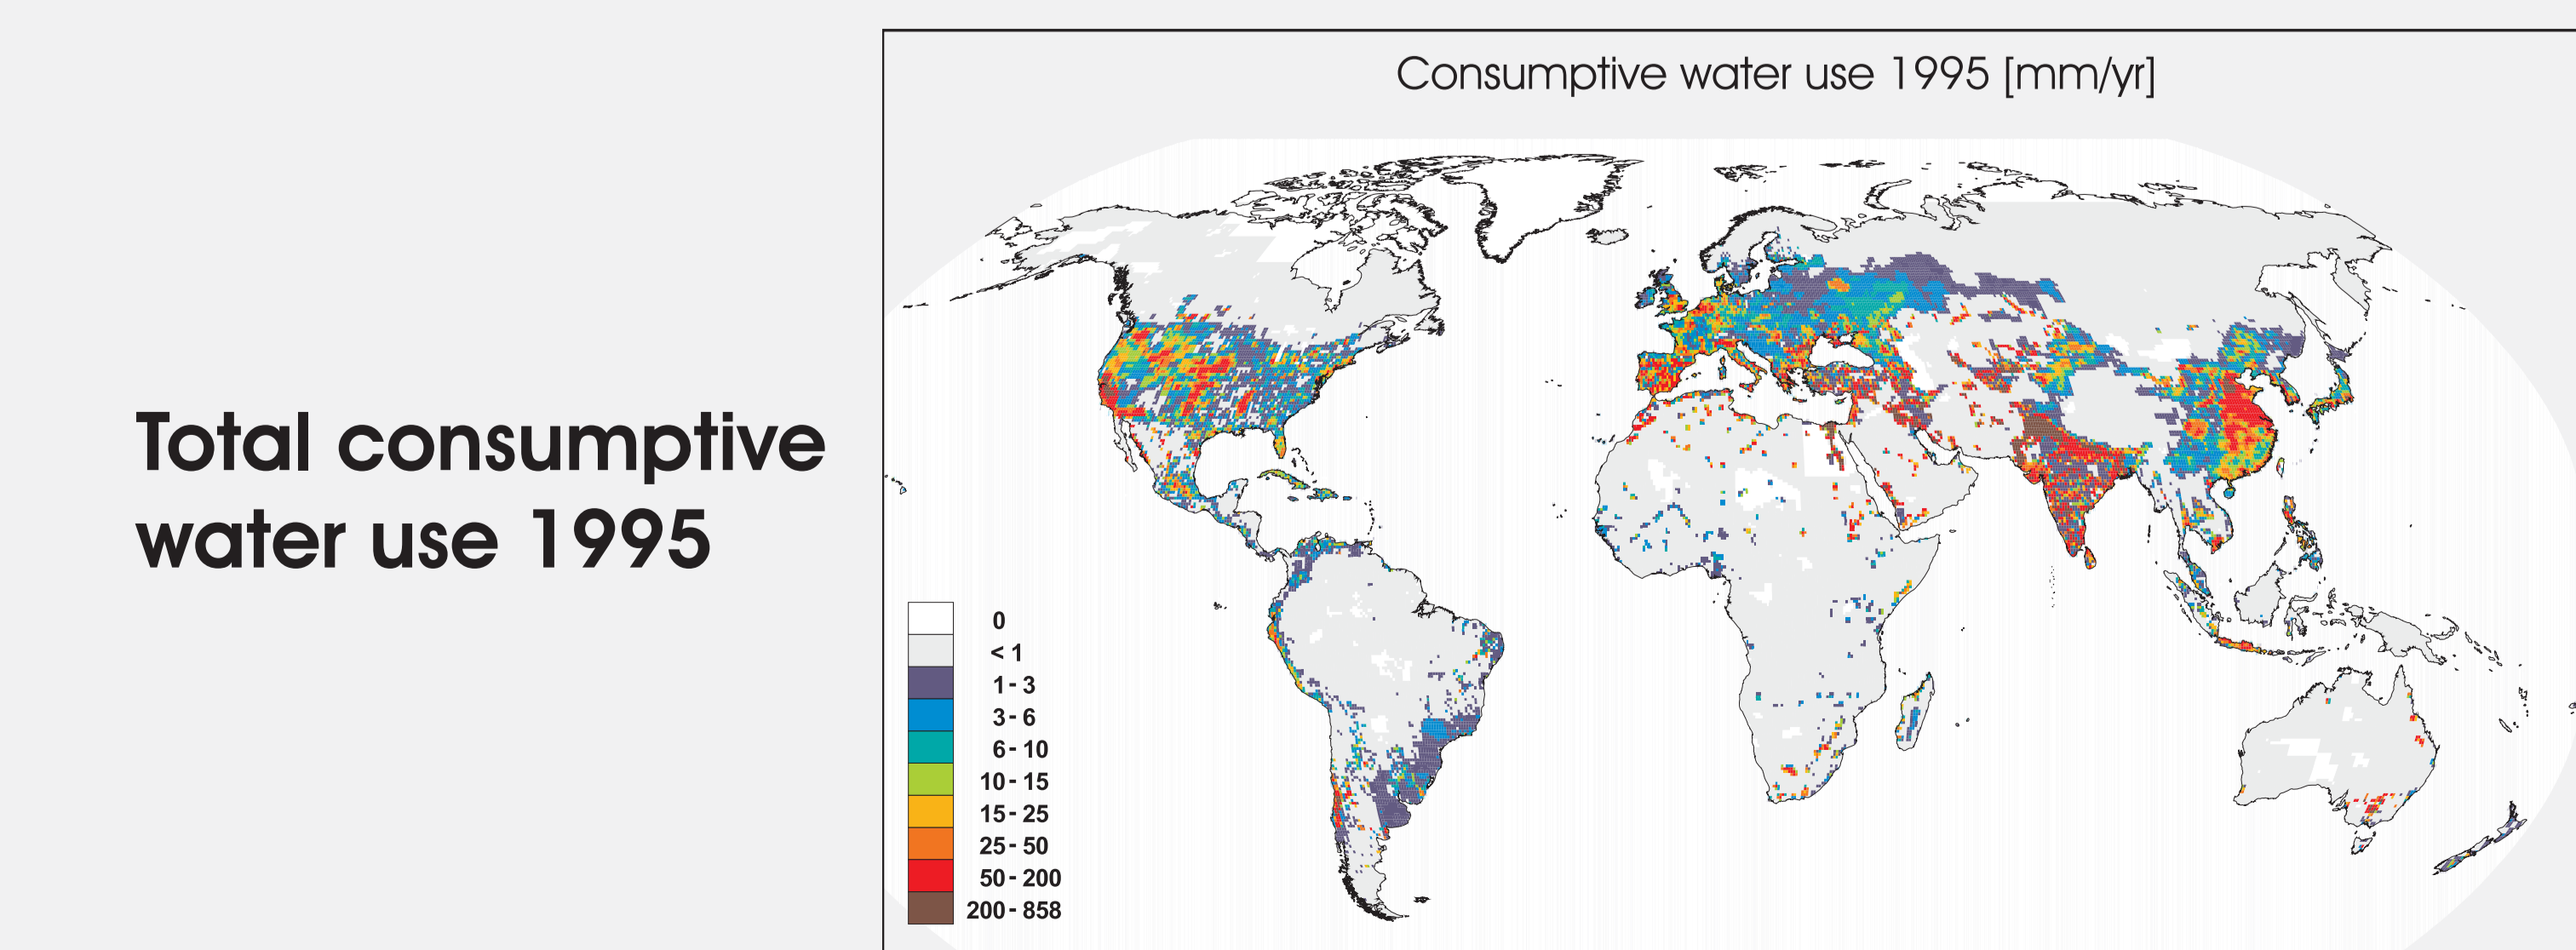 Total consumptive
water use 1995
Consumptive water use 1995 [mm/yr]
0
< 1
1 - 3
3 - 6
6 - 10
10 - 15
15 - 25
25 - 50
50 - 200
200 - 858